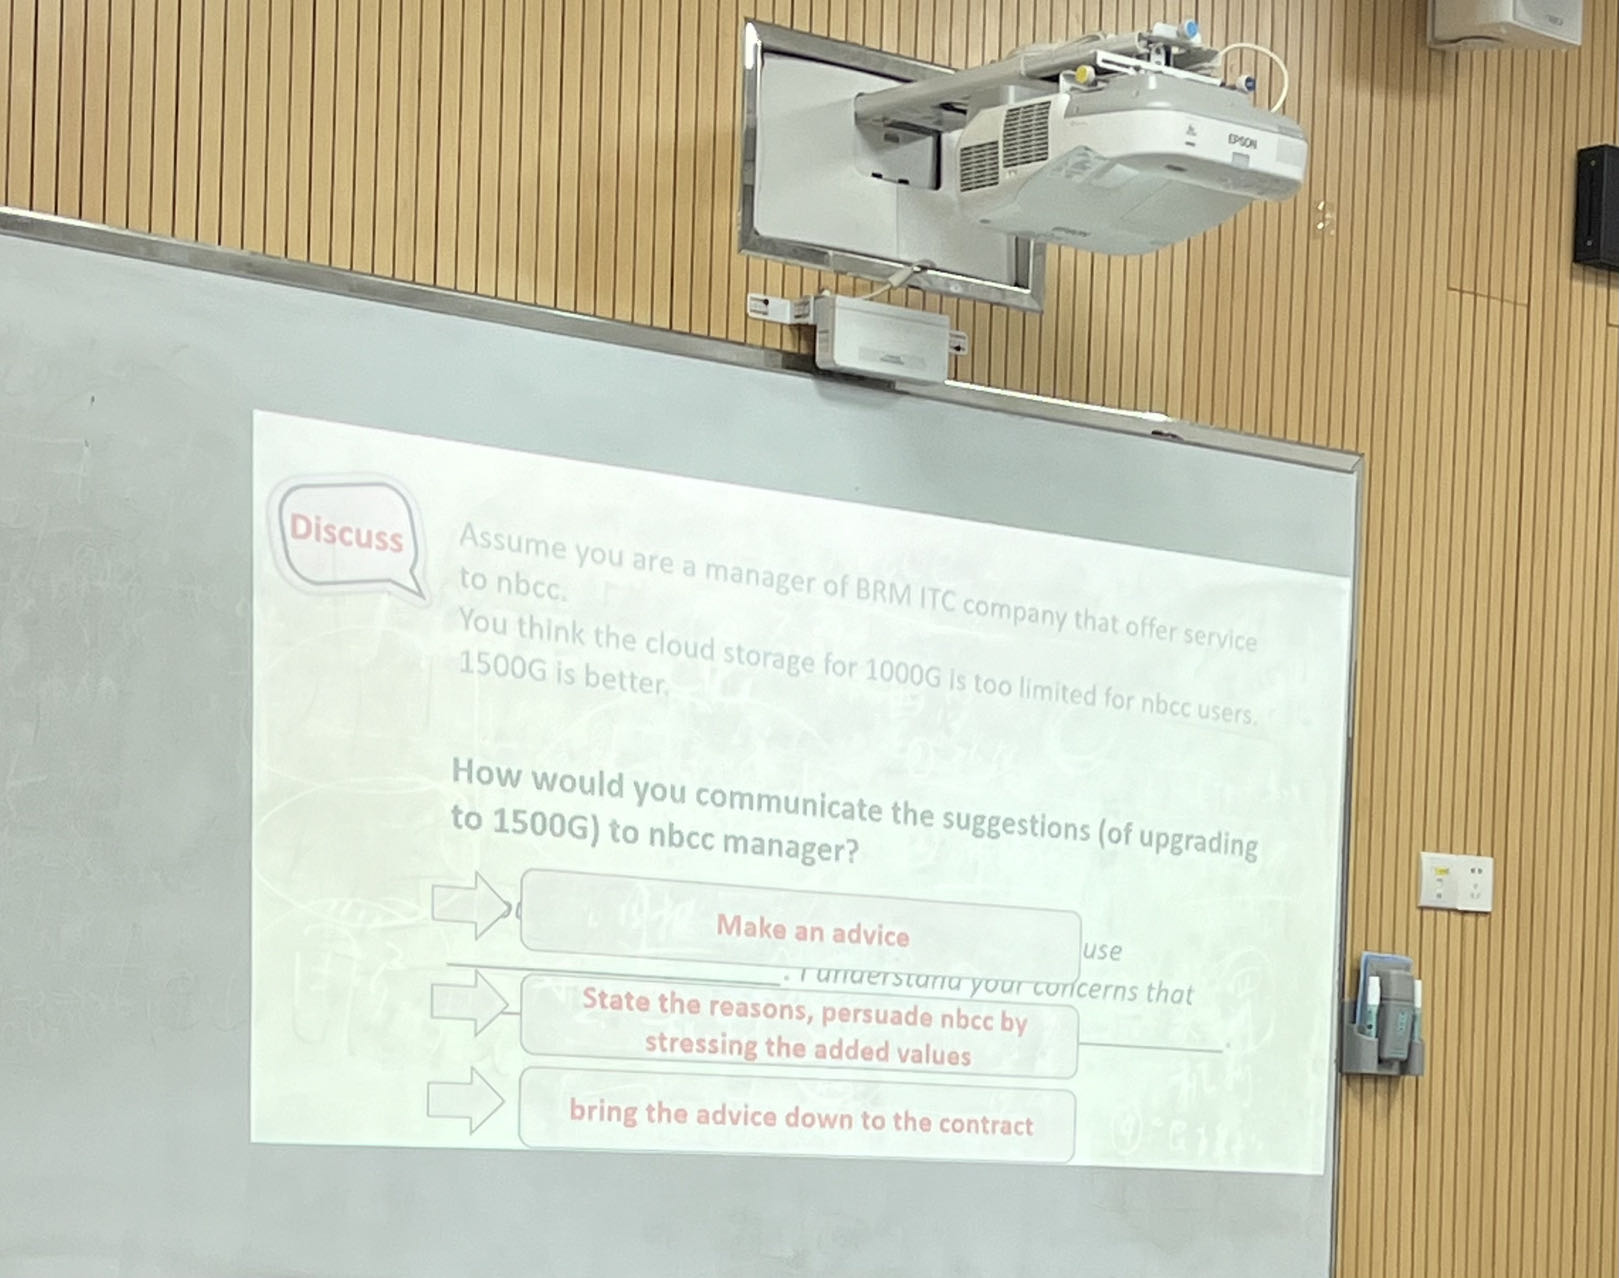 EPSON
Discuss
Assume you are a manager of BRM ITC company that offer service
to nbcc.
You think the cloud storage for 1000G is too limited for nbcc users.
1500G is better.
How would you communicate the suggestions (of upgrading
to 1500G) to nbcc manager?
Make an advice
use
. I understand your concerns that
State the reasons, persuade nbcc by
stressing the added values
.
bring the advice down to the contract